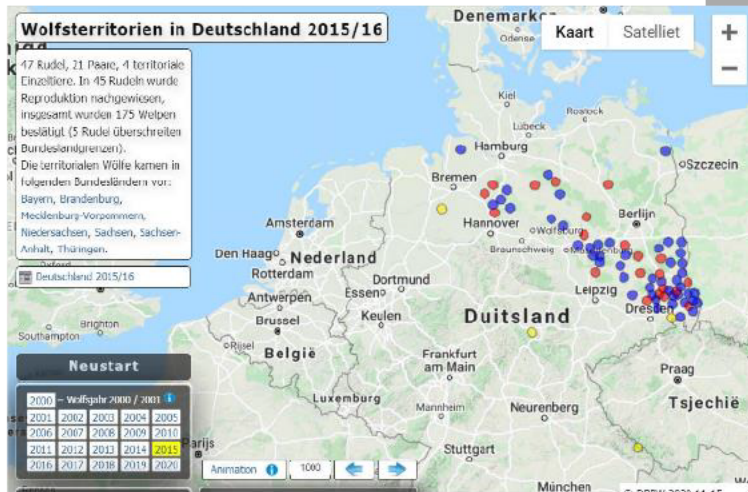 Wolfsterritorien in Deutschland 2015/16
47 Rudel, 21 Paare, 4 territoriale
Einzeltiere. In 45 Rudeln wurde
Reproduktion nachgewiesen,
insgesamt wurden 175 Welpen
bestätigt (5 Rudel überschreiten
Bundeslandgrenzen).
Die territorialen Wölfe kamen in
folgenden Bundesländern vor:
Bayern, Brandenburg,
Mecklenburg-Vorpommern,
Niedersachsen, Sachsen, Sachsen-
Anhalt, Thüringen.
Deutschland 2015/16
Kaart
Satelliet
+
−
Denemarken
Odense
Kiel
Rostock
Lübeck
Hamburg
Szczecin
Bremen
Berlijn
Amsterdam
Hannover
Wolfsburg
Braunschweig
Den Haag
Nederland
Rotterdam
Dortmund
Essen
Leipzig
Antwerpen
Keulen
Duitsland
Dresden
Southampton
Brighton
Brussel
Rijsel
België
Frankfurt
am Main
Praag
Tsjechië
Luxemburg
Mannheim
Neurenberg
Parijs
Stuttgart
München
Neustart
2000 – Wolfsjahr 2000 / 2001
2001 2002 2003 2004 2005
2006 2007 2008 2009 2010
2011 2012 2013 2014 2015
2016 2017 2018 2019 2020
Animation
1000